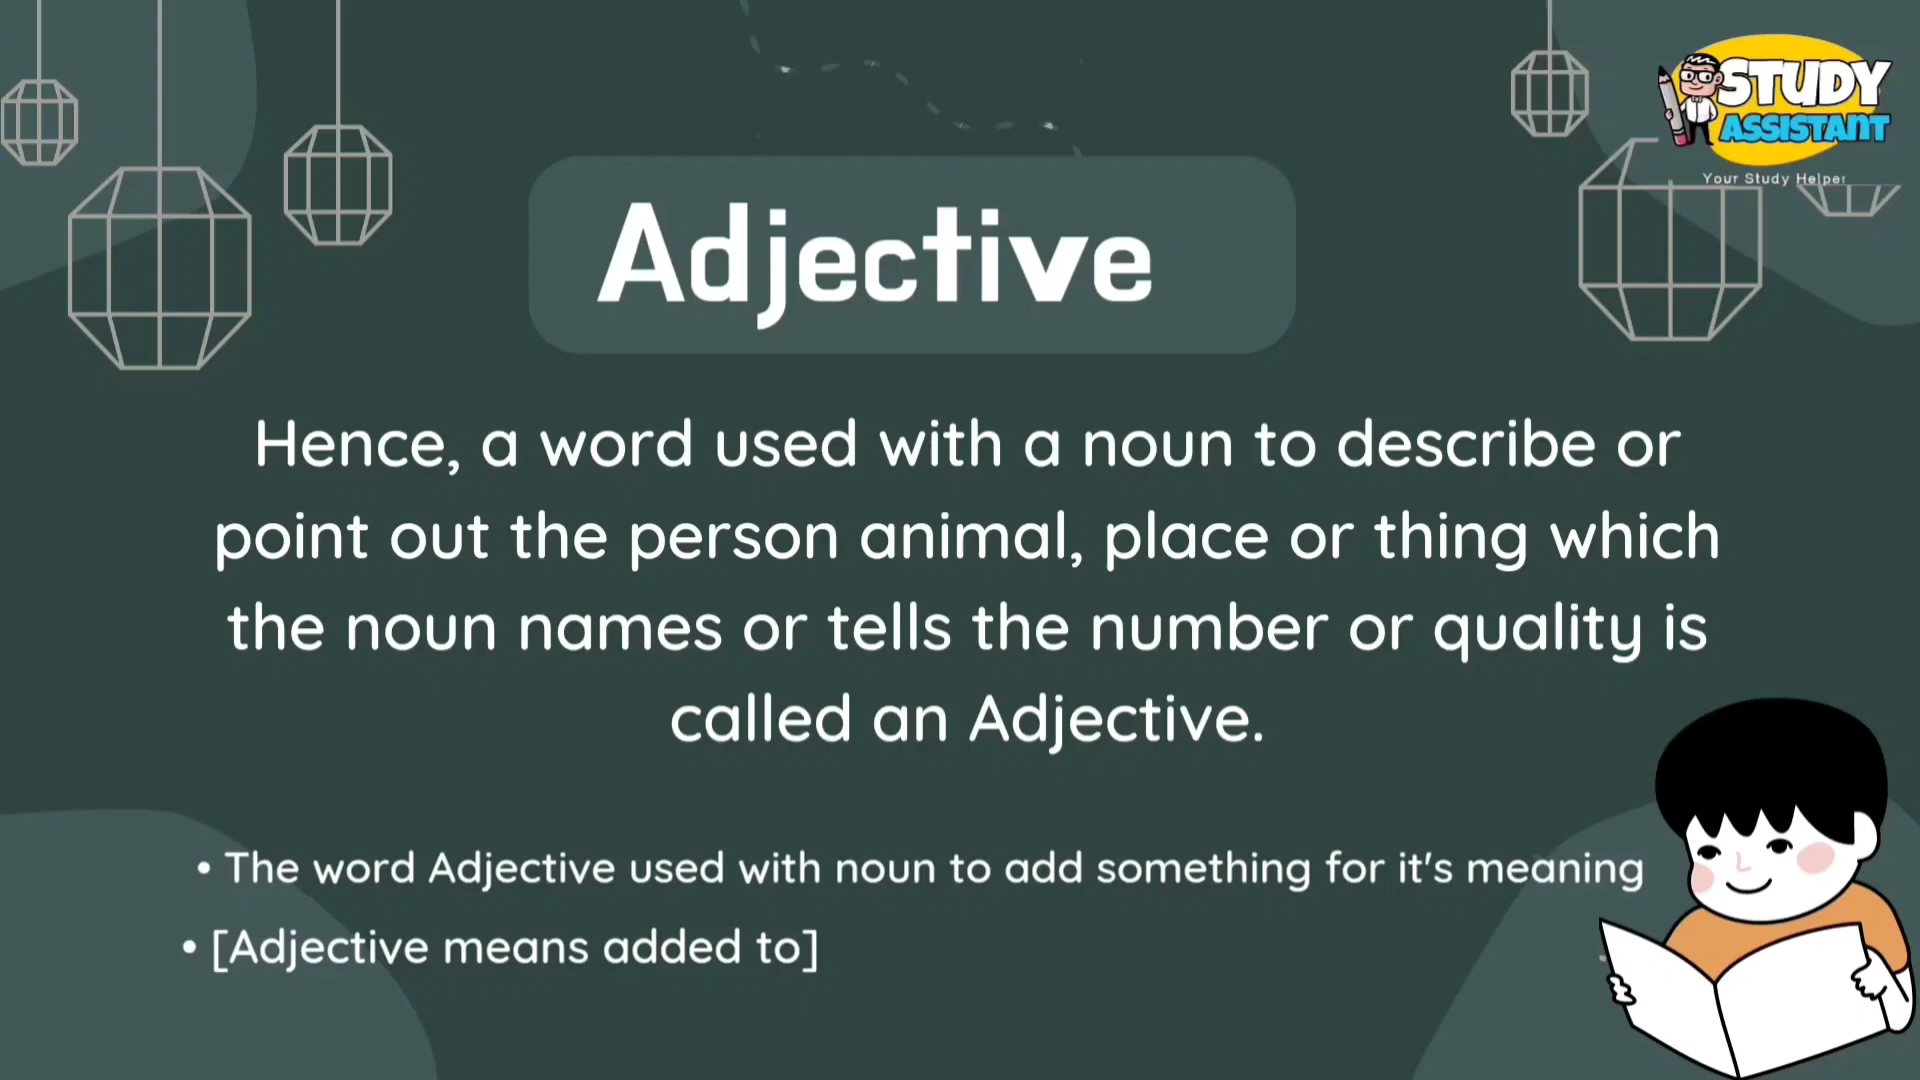 STUDY
ASSISTANT
Your Study Helper
Adjective
Hence, a word used with a noun to describe or
point out the person animal, place or thing which
the noun names or tells the number or quality is
called an Adjective.
• The word Adjective used with noun to add something for it's meaning
• [Adjective means added to]